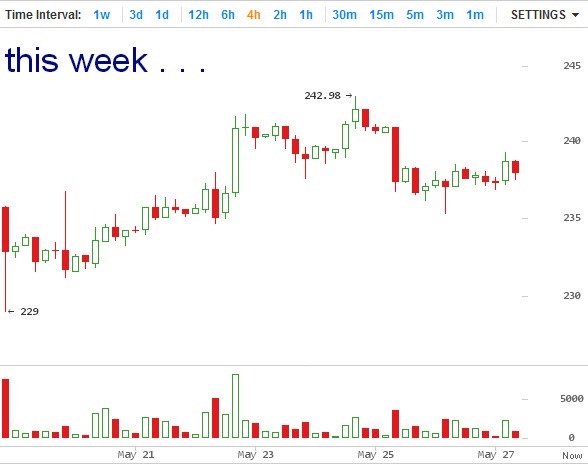 Time Interval: 1w 3d 1d 12h 6h 4h 2h 1h 30m 15m 5m 3m 1m SETTINGS
this week . . .
245
242.98
240
235
230
229
5000
0
May 21 May 23 May 25 May 27 Now